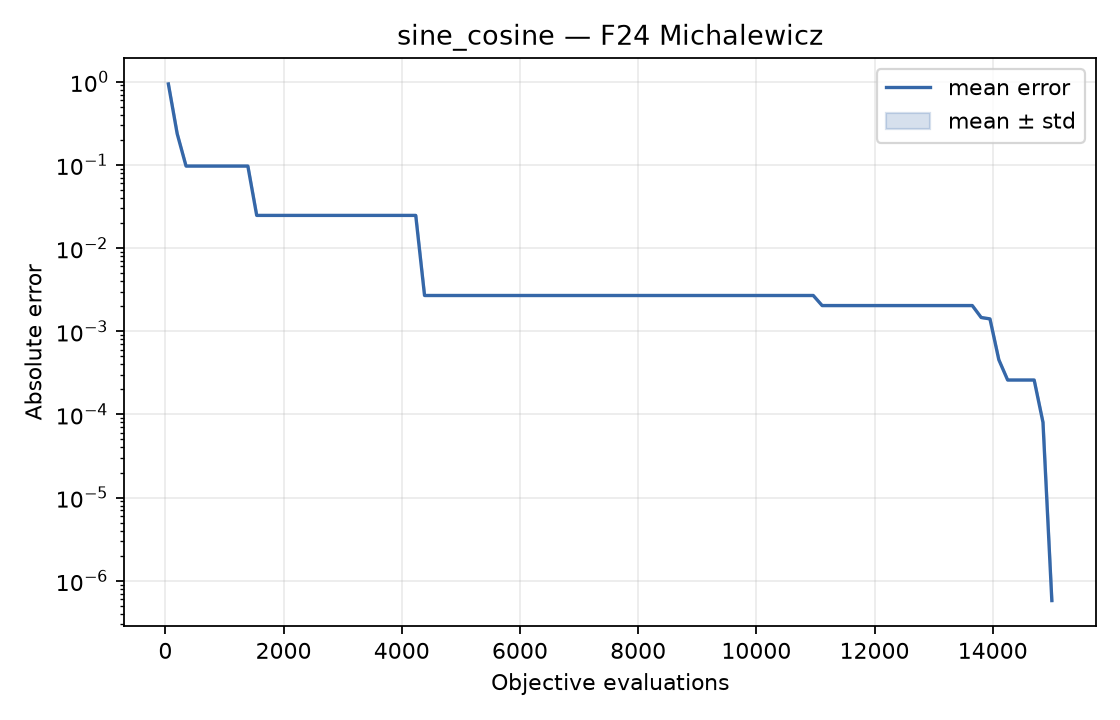 sine_cosine — F24 Michalewicz
mean error
mean ± std
Absolute error
10⁰
10⁻¹
10⁻²
10⁻³
10⁻⁴
10⁻⁵
10⁻⁶
0 2000 4000 6000 8000 10000 12000 14000
Objective evaluations